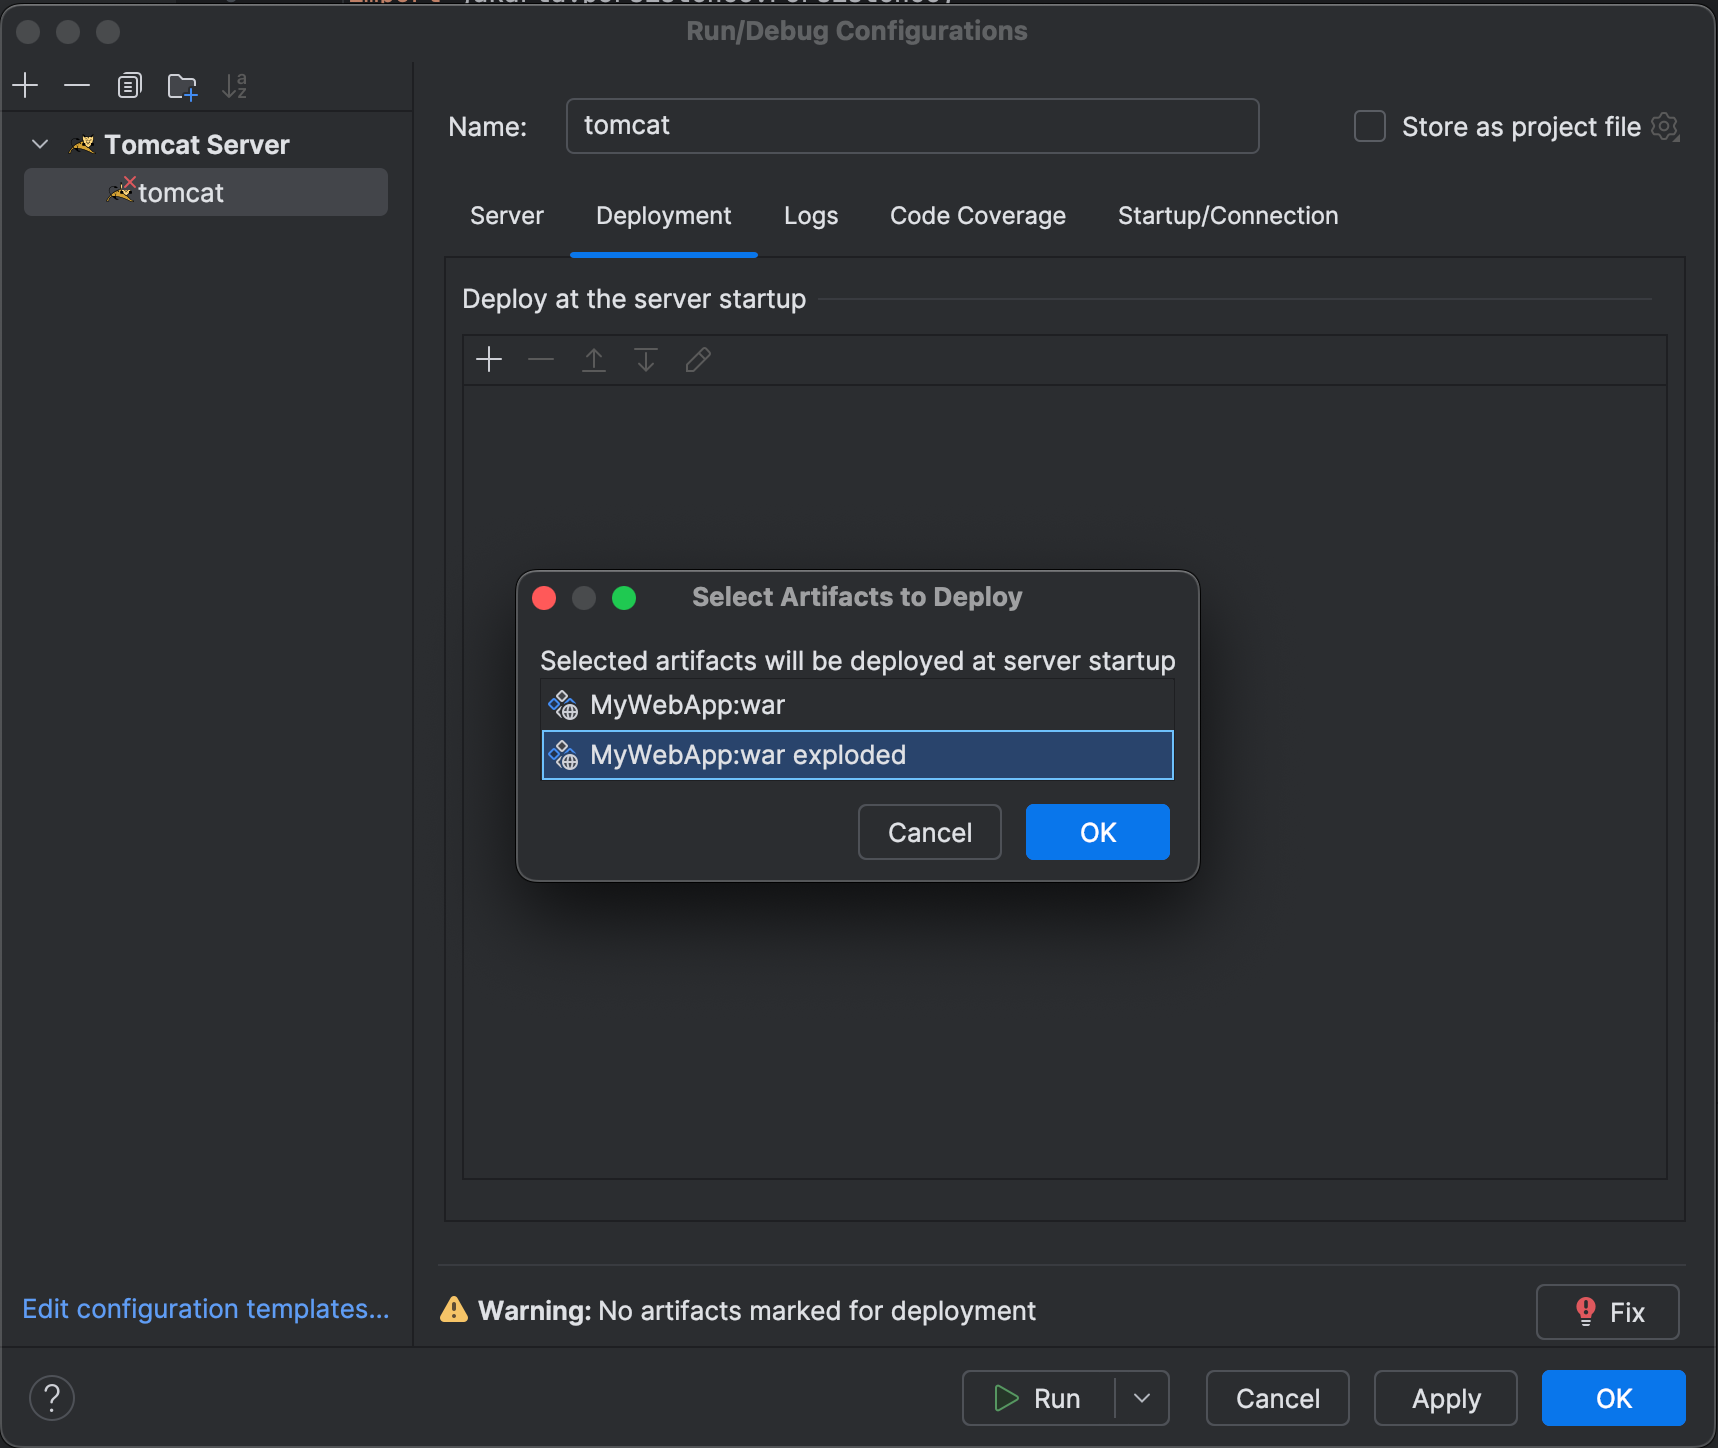 Run/Debug Configurations
Tomcat Server
tomcat
Name:
tomcat
Store as project file
Server
Deployment
Logs
Code Coverage
Startup/Connection
Deploy at the server startup
Select Artifacts to Deploy
Selected artifacts will be deployed at server startup
MyWebApp:war
MyWebApp:war exploded
Cancel
OK
Edit configuration templates...
Warning: No artifacts marked for deployment
Fix
?
Run
Cancel
Apply
OK